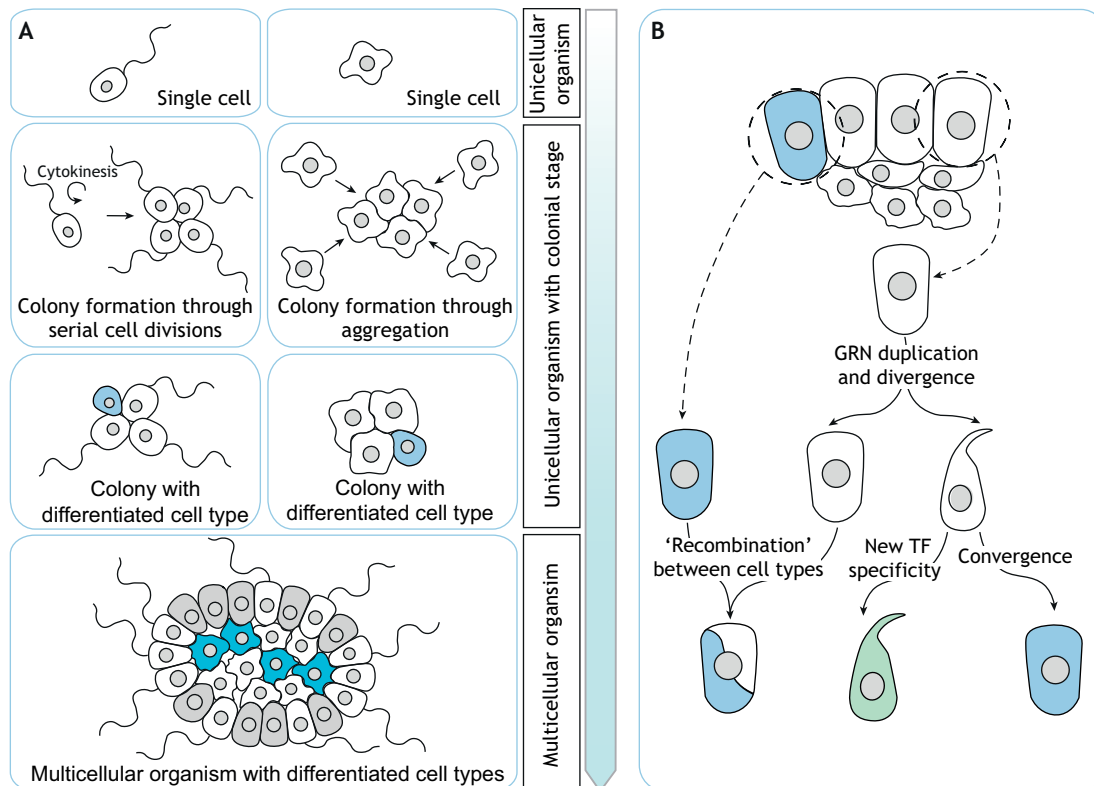 A
Single cell
Single cell
Unicellular
organism
Cytokinesis
Colony formation through
serial cell divisions
Colony formation through
aggregation
Colony with
differentiated cell type
Colony with
differentiated cell type
Unicellular organism with colonial stage
Multicellular organism with differentiated cell types
Multicellular organsim
B
GRN duplication
and divergence
‘Recombination’
between cell types
New TF
specificity
Convergence